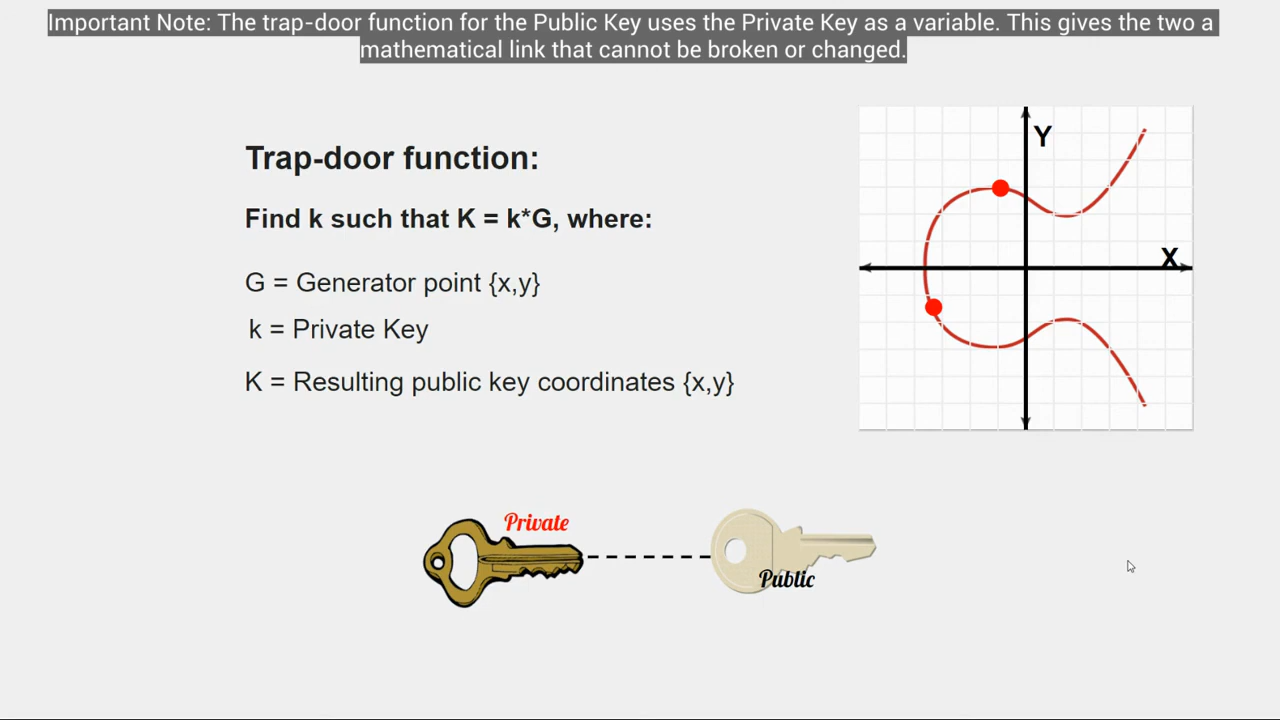 Important Note: The trap-door function for the Public Key uses the Private Key as a variable. This gives the two a
mathematical link that cannot be broken or changed.
Trap-door function:
Find k such that K = k*G, where:
G = Generator point {x,y}
k = Private Key
K = Resulting public key coordinates {x,y}
Y
X
Private
Public